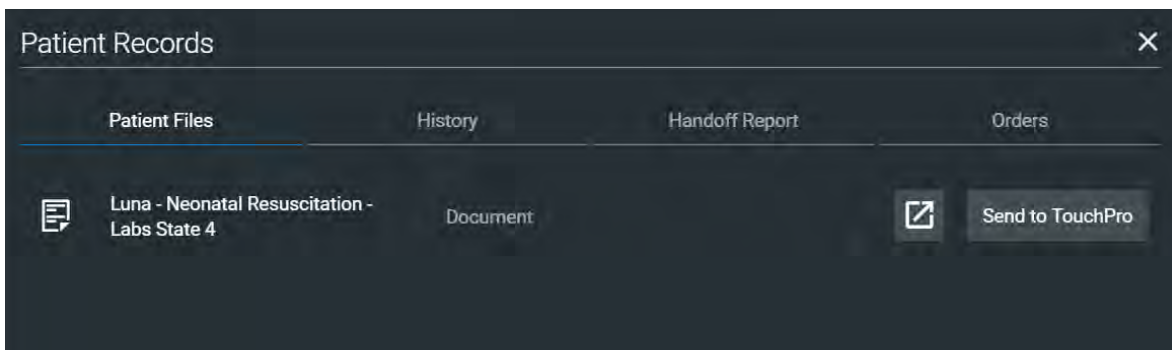 Patient Records
Patient Files
History
Handoff Report
Orders
Luna - Neonatal Resuscitation -
Labs State 4
Document
Send to TouchPro